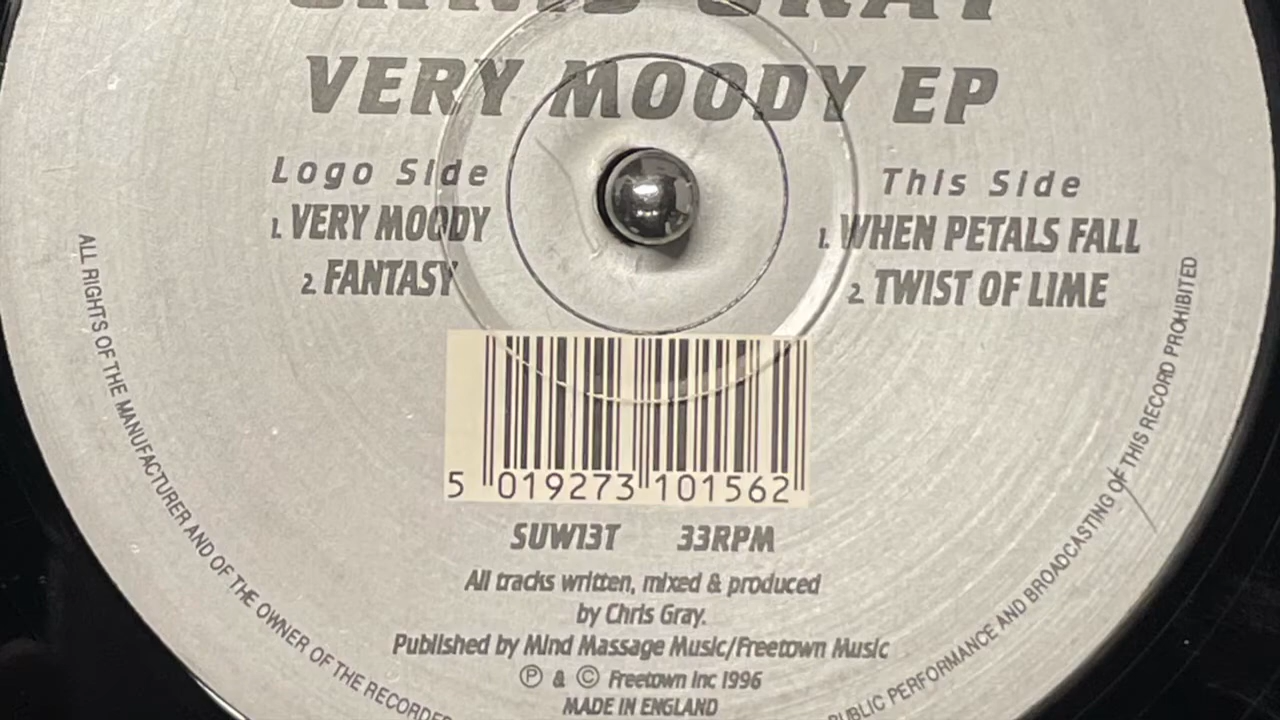 CHRIS GRAY
VERY MOODY EP
Logo Side
1. VERY MOODY
2. FANTASY
This Side
1. WHEN PETALS FALL
2. TWIST OF LIME
5 019273 101562
SUW13T 33RPM
All tracks written, mixed & produced
by Chris Gray.
Published by Mind Massage Music/Freetown Music
Ⓟ & © Freetown Inc 1996
MADE IN ENGLAND
ALL RIGHTS OF THE MANUFACTURER AND OF THE OWNER OF THE RECORDED
PUBLIC PERFORMANCE AND BROADCASTING OF THIS RECORD PROHIBITED